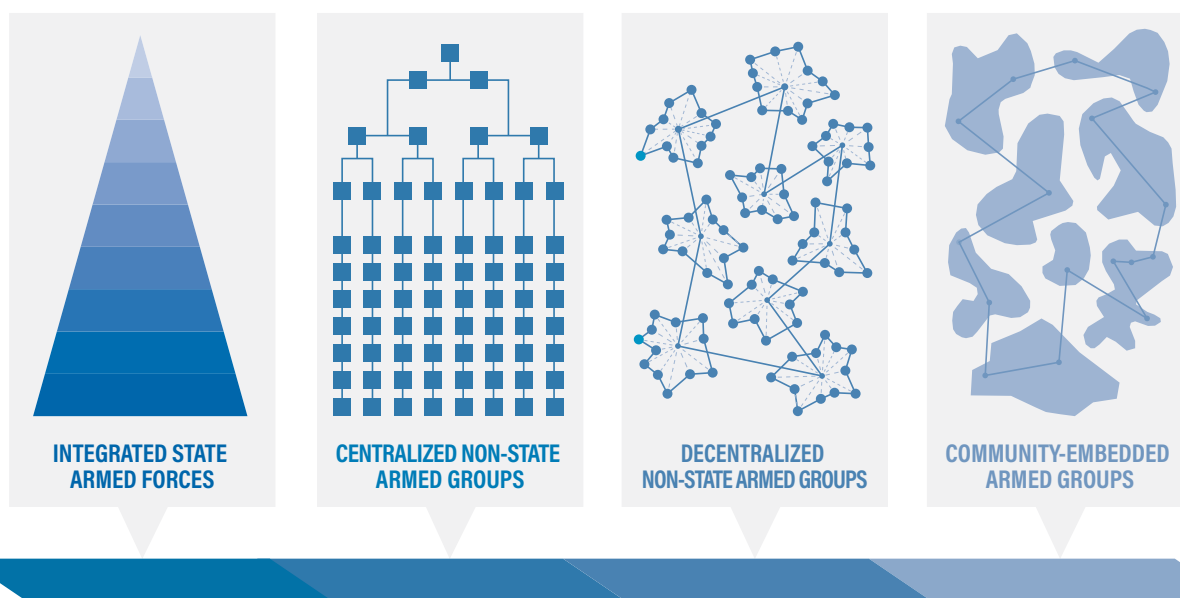 INTEGRATED STATE
ARMED FORCES
CENTRALIZED NON-STATE
ARMED GROUPS
DECENTRALIZED
NON-STATE ARMED GROUPS
COMMUNITY-EMBEDDED
ARMED GROUPS